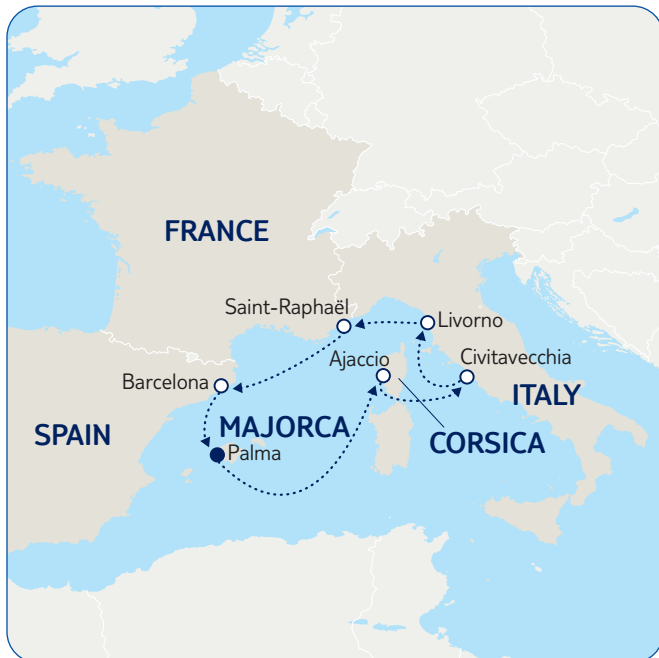 FRANCE
Saint-Raphaël
Livorno
Ajaccio
Civitavecchia
Barcelona
ITALY
MAJORCA
SPAIN
CORSICA
Palma